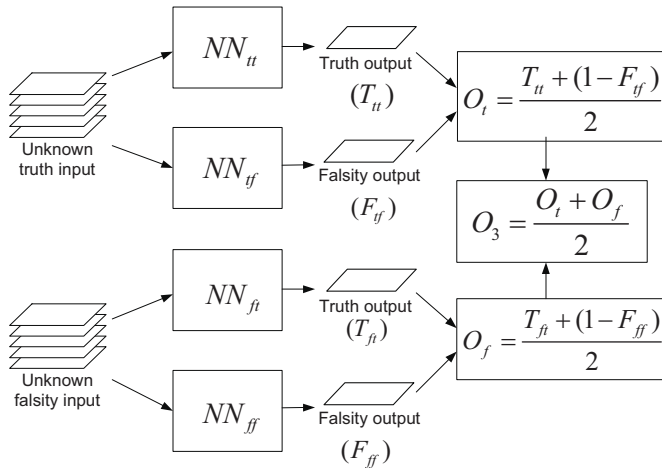 NN_tt
Truth output
(T_tt)
O_t = (T_tt + (1 − F_tf)) / 2
Unknown
truth input
NN_tf
Falsity output
(F_tf)
O_3 = (O_t + O_f) / 2
NN_ft
Truth output
(T_ft)
O_f = (T_ft + (1 − F_ff)) / 2
Unknown
falsity input
NN_ff
Falsity output
(F_ff)